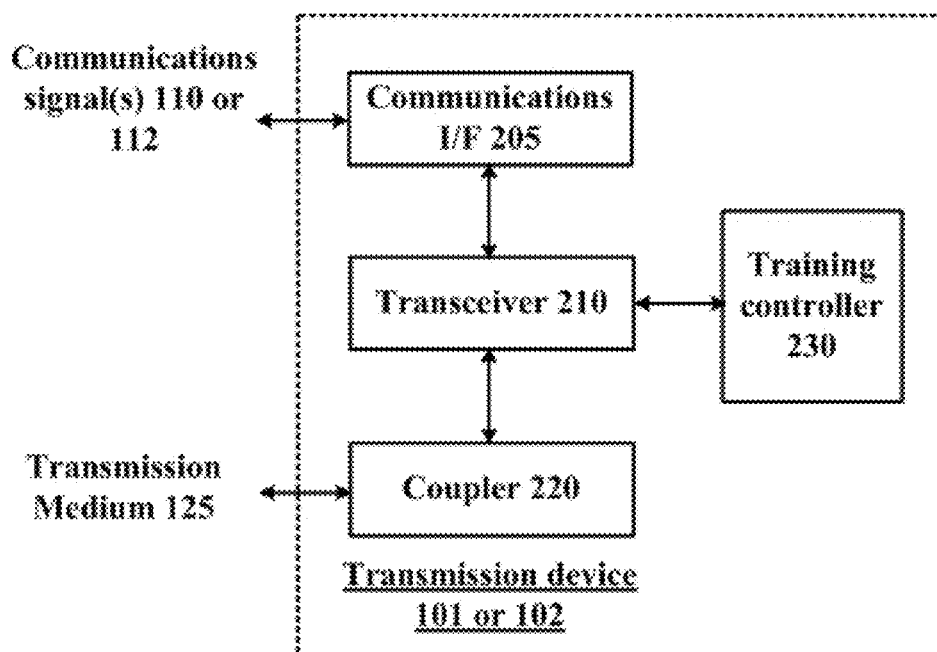 Communications
signal(s) 110 or
112
Communications
I/F 205
Transceiver 210
Training
controller
230
Transmission
Medium 125
Coupler 220
Transmission device
101 or 102